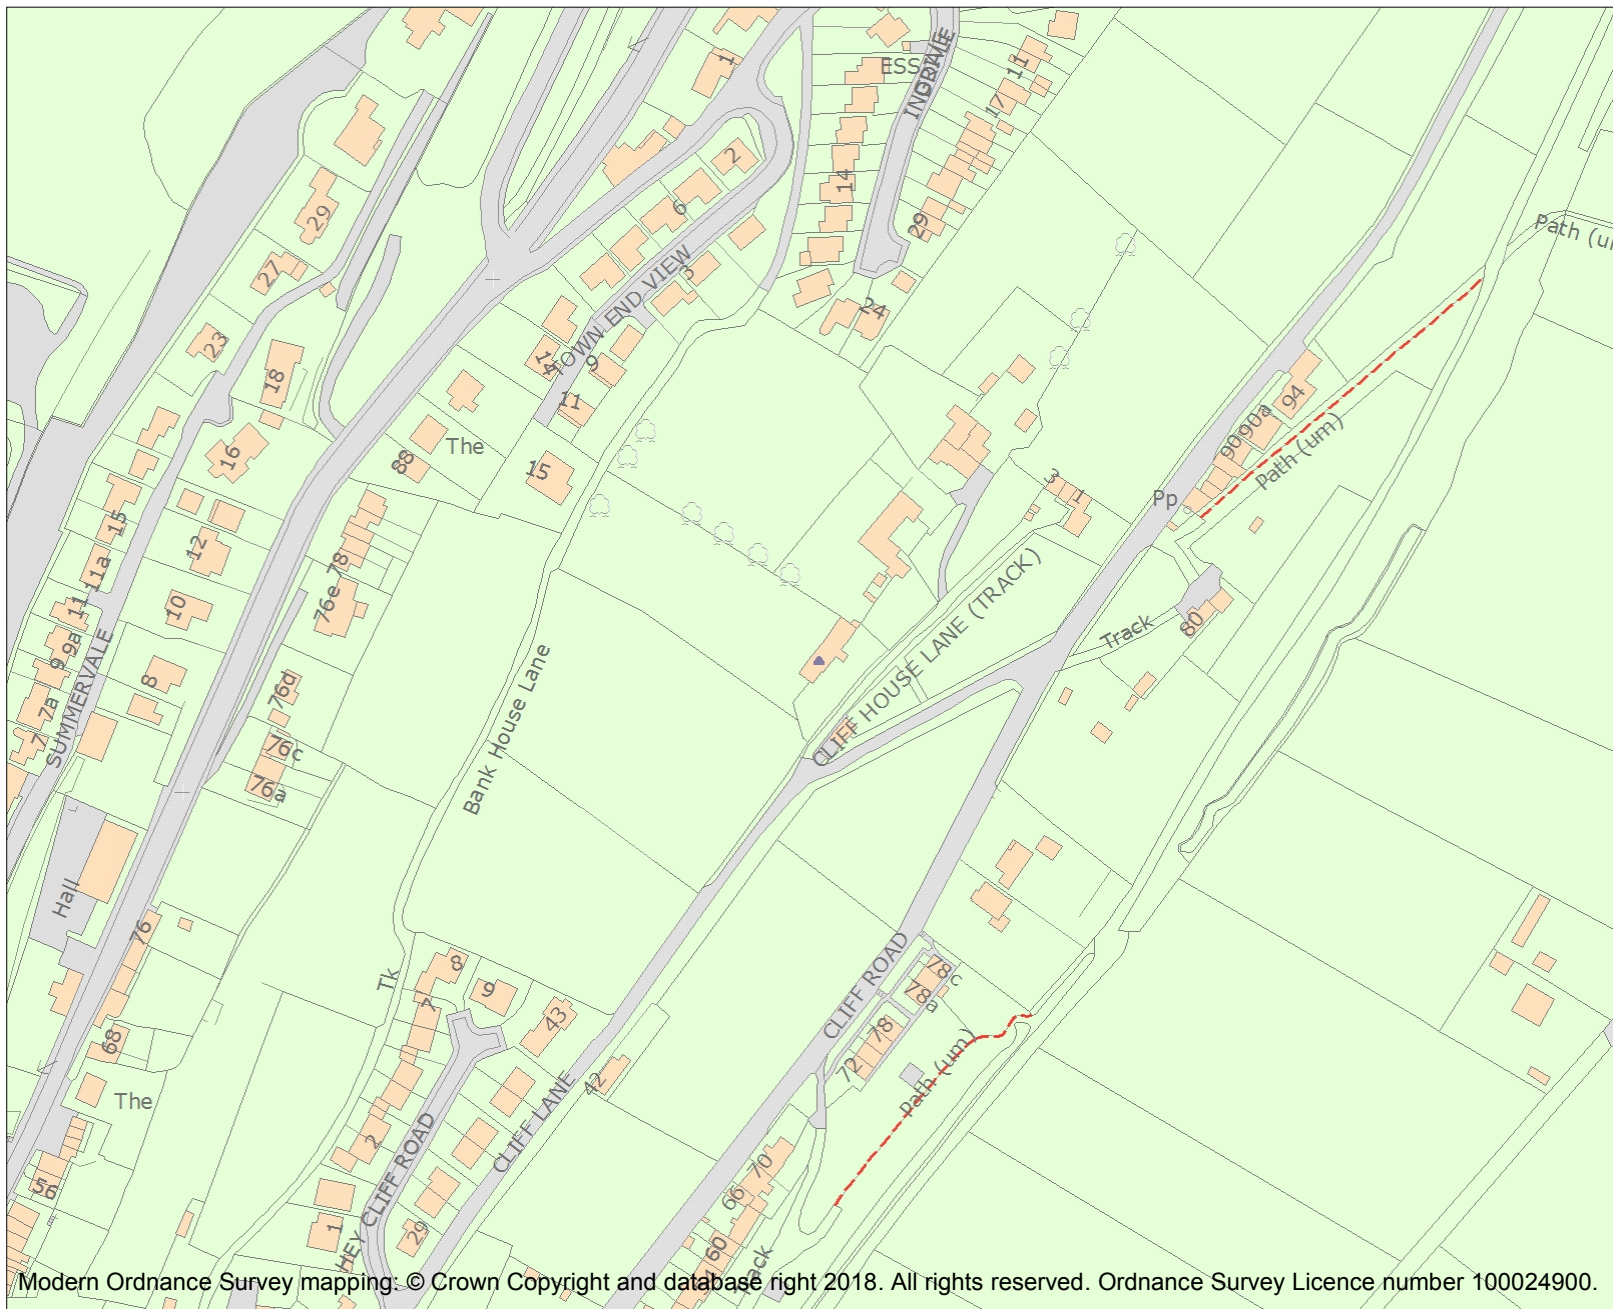 1
ESS
INGDALE
DRIVE
11
17
2
14
29
6
29
27
3
TOWN END VIEW
24
Path (um
23
18
14
9
94
11
90a
90
Path (um)
88
The
16
15
3
1
Pp
15
12
78
11a
11
76e
10
CLIFF HOUSE LANE (TRACK)
Track
80
9a
9
8
76d
7a
7
SUMMERVALE
76c
76a
Bank House Lane
Hall
76
Tk
8
9
7
43
CLIFF ROAD
78c
78a
78
72
68
42
Path (um)
The
2
HEY CLIFF ROAD
CLIFF LANE
56
1
29
70
66
60
Modern Ordnance Survey mapping: © Crown Copyright and database right 2018. All rights reserved. Ordnance Survey Licence number 100024900.